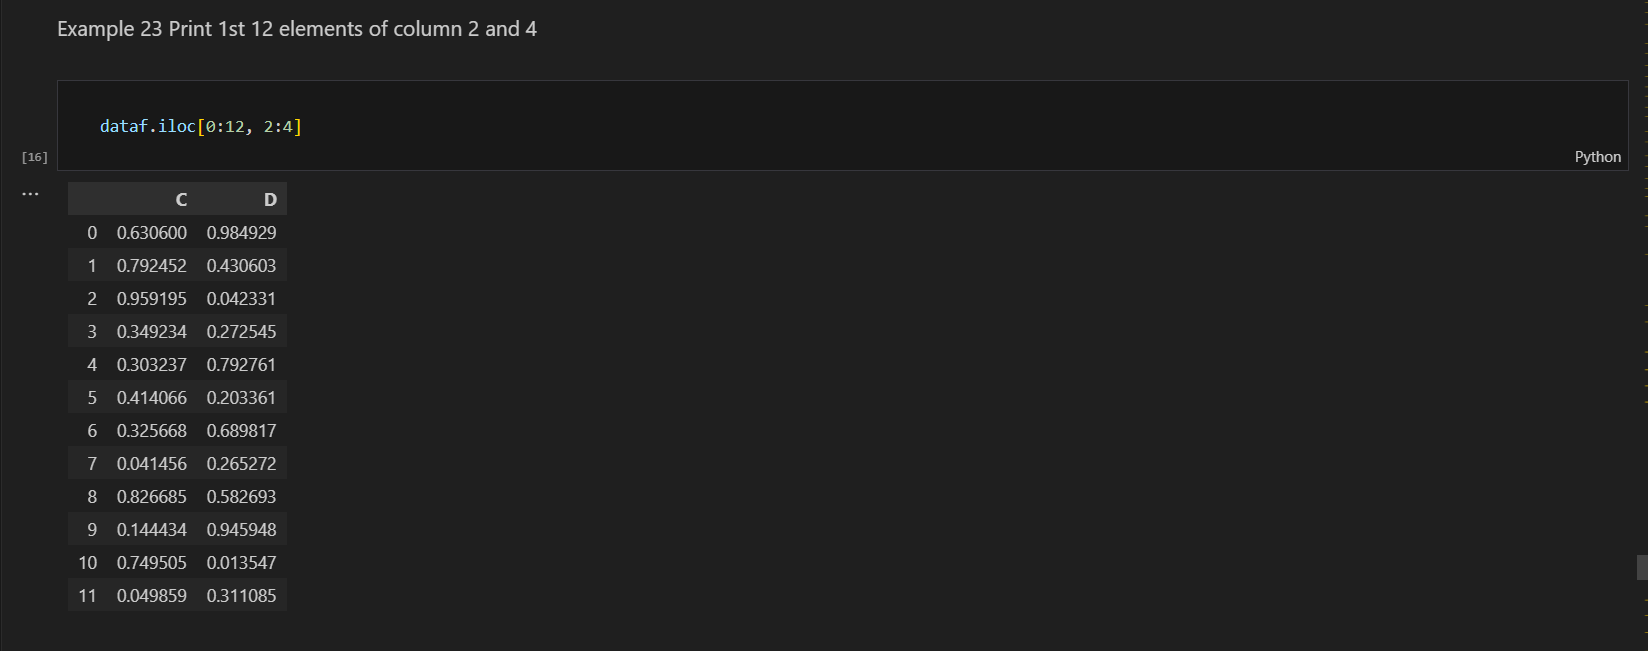 Example 23 Print 1st 12 elements of column 2 and 4
dataf.iloc[0:12, 2:4]
[16]
Python
...
C D
0 0.630600 0.984929
1 0.792452 0.430603
2 0.959195 0.042331
3 0.349234 0.272545
4 0.303237 0.792761
5 0.414066 0.203361
6 0.325668 0.689817
7 0.041456 0.265272
8 0.826685 0.582693
9 0.144434 0.945948
10 0.749505 0.013547
11 0.049859 0.311085